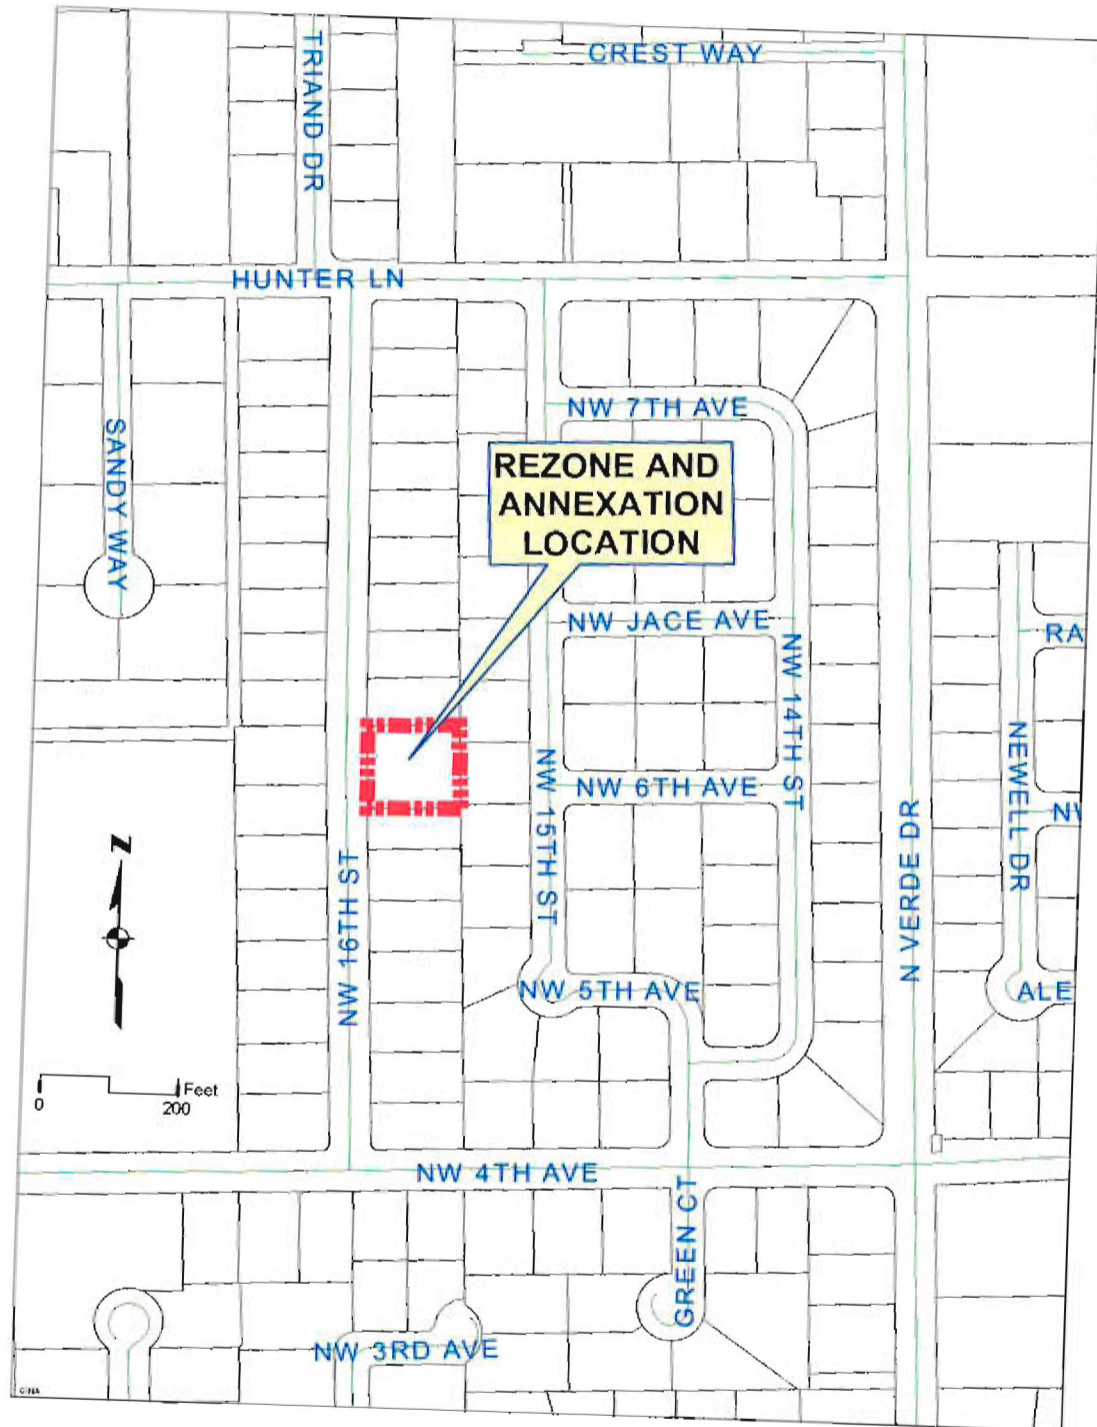 TRIAND DR
CREST WAY
HUNTER LN
SANDY WAY
NW 7TH AVE
REZONE AND
ANNEXATION
LOCATION
NW JACE AVE
RA
NW 14TH ST
NEWELL DR
NW 15TH ST
NW 6TH AVE
N VERDE DR
Z
NW 16TH ST
NW 5TH AVE
ALE
Feet
0
200
NW 4TH AVE
GREEN CT
NW 3RD AVE